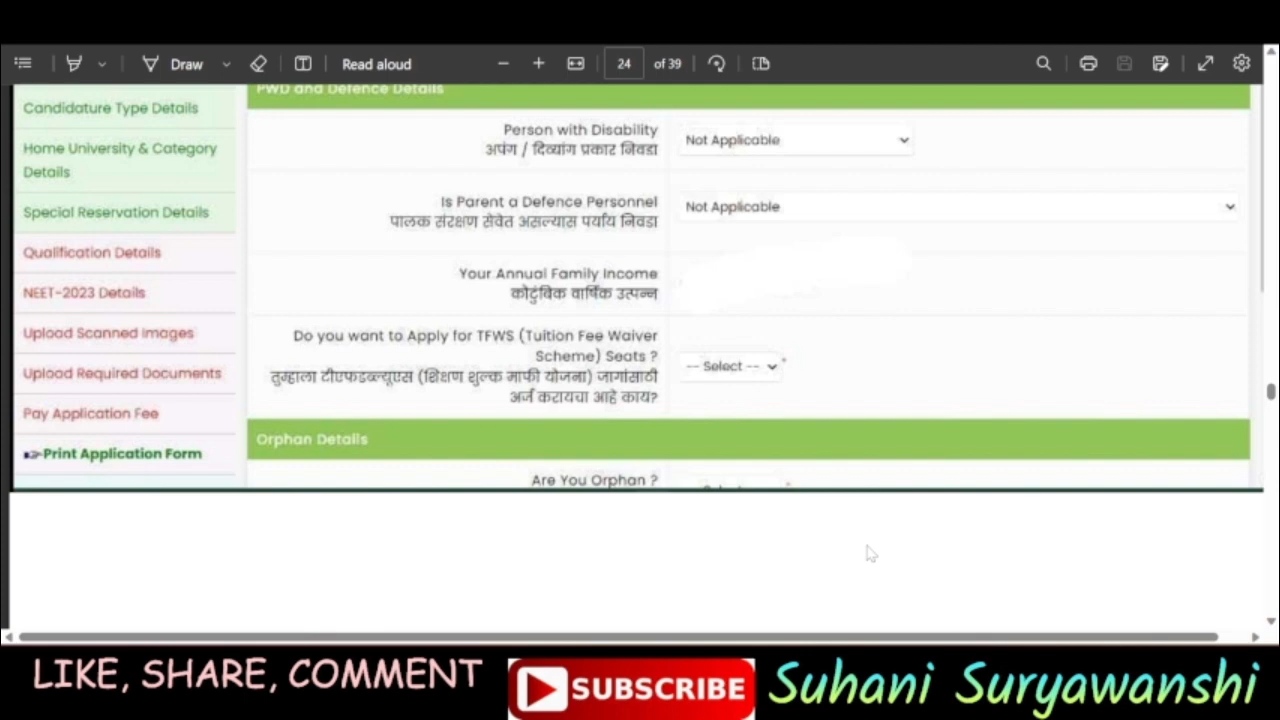 Draw
Read aloud
24 of 39
PWD and Defence Details
Candidature Type Details
Home University & Category
Details
Special Reservation Details
Qualification Details
NEET-2023 Details
Upload Scanned Images
Upload Required Documents
Pay Application Fee
Print Application Form
Person with Disability
अपंग / दिव्यांग प्रकार निवडा
Not Applicable
Is Parent a Defence Personnel
पालक संरक्षण सेवेत असल्यास पर्याय निवडा
Not Applicable
Your Annual Family Income
कौटुंबिक वार्षिक उत्पन्न
Do you want to Apply for TFWS (Tuition Fee Waiver
Scheme) Seats ?
तुम्हाला टीएफडब्ल्यूएस (शिक्षण शुल्क माफी योजना) जागांसाठी
अर्ज करायचा आहे काय?
-- Select -- *
Orphan Details
Are You Orphan ?
LIKE, SHARE, COMMENT
SUBSCRIBE
Suhani Suryawanshi